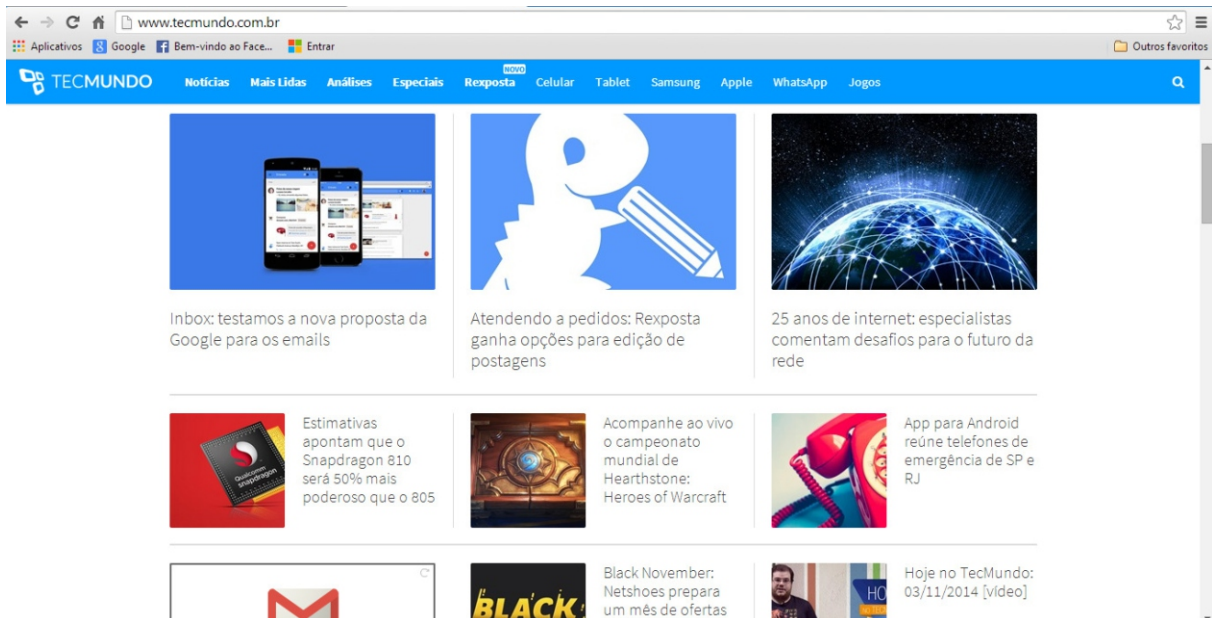 www.tecmundo.com.br
Aplicativos Google Bem-vindo ao Face... Entrar Outros favoritos
NOVO
TECMUNDO Notícias Mais Lidas Análises Especiais Rexposta Celular Tablet Samsung Apple WhatsApp Jogos
Inbox: testamos a nova proposta da
Google para os emails
Atendendo a pedidos: Rexposta
ganha opções para edição de
postagens
25 anos de internet: especialistas
comentam desafios para o futuro da
rede
Qualcomm
snapdragon
Estimativas
apontam que o
Snapdragon 810
será 50% mais
poderoso que o 805
Acompanhe ao vivo
o campeonato
mundial de
Hearthstone:
Heroes of Warcraft
App para Android
reúne telefones de
emergência de SP e
RJ
BLACK
Black November:
Netshoes prepara
um mês de ofertas
HO
NO TEC
Hoje no TecMundo:
03/11/2014 [vídeo]